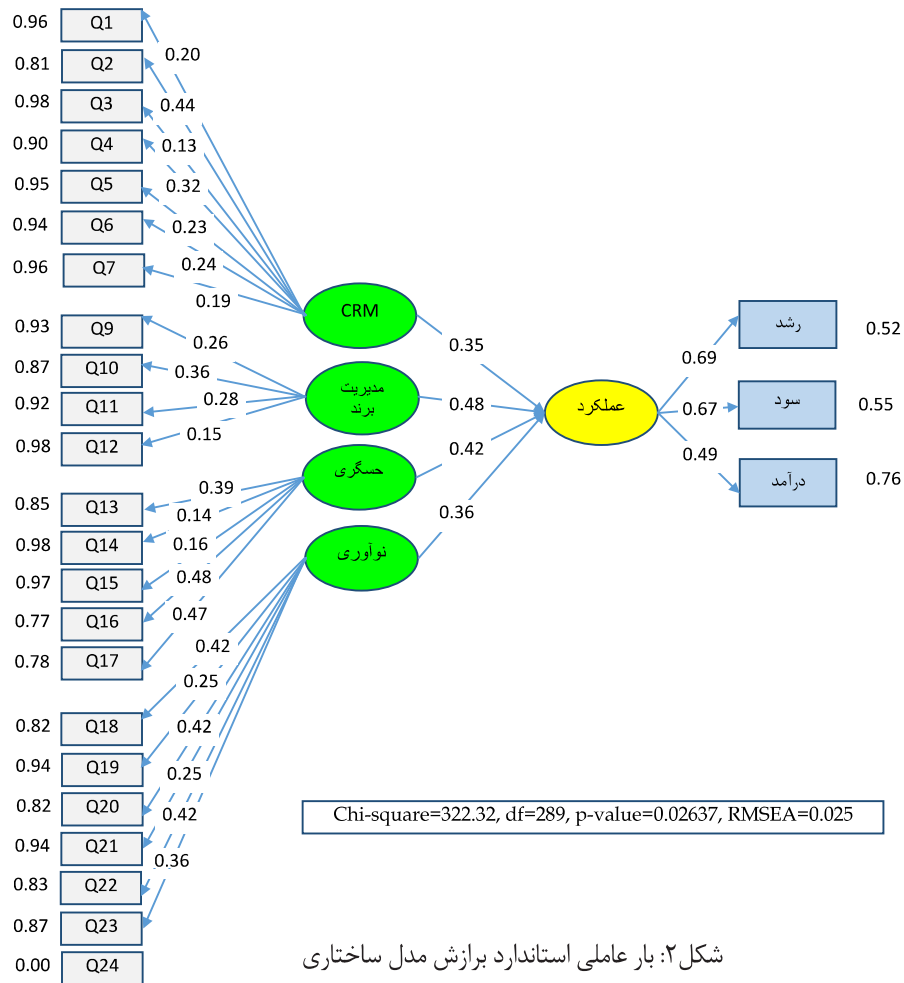 0.96 Q1
0.20
0.81 Q2
0.98 Q3 0.44
0.90 Q4 0.13
0.95 Q5 0.32
0.94 Q6 0.23
0.96 Q7 0.24
0.19
CRM
0.93 Q9 0.26
0.87 Q10 0.36
0.92 Q11 0.28
0.98 Q12 0.15
مدیریت
برند
0.85 Q13 0.39
0.98 Q14 0.14
0.97 Q15 0.16
0.77 Q16 0.48
0.78 Q17 0.47
حسگری
نوآوری
0.42
0.82 Q18 0.25
0.94 Q19 0.42
0.82 Q20 0.25
0.94 Q21 0.42
0.83 Q22 0.36
0.87 Q23
0.00 Q24
0.35
0.48
0.42
0.36
عملکرد
0.69
0.67
0.49
رشد 0.52
سود 0.55
درآمد 0.76
Chi-square=322.32, df=289, p-value=0.02637, RMSEA=0.025
شکل۲: بار عاملی استاندارد برازش مدل ساختاری